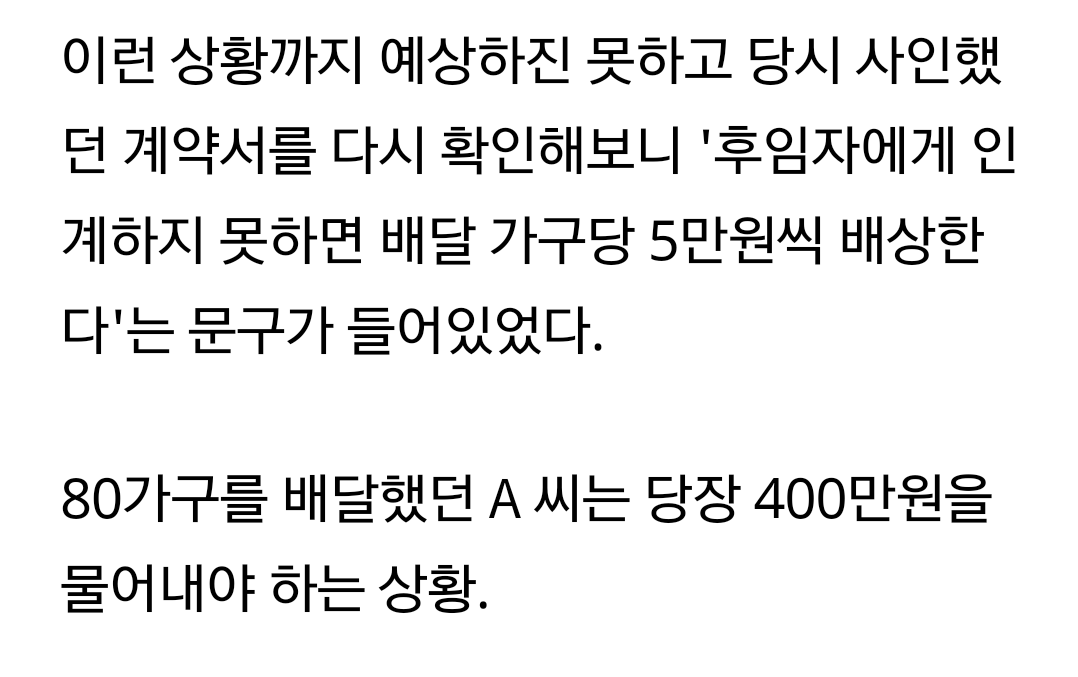 이런 상황까지 예상하진 못하고 당시 사인했
던 계약서를 다시 확인해보니 '후임자에게 인
계하지 못하면 배달 가구당 5만원씩 배상한
다'는 문구가 들어있었다.
80가구를 배달했던 A 씨는 당장 400만원을
물어내야 하는 상황.